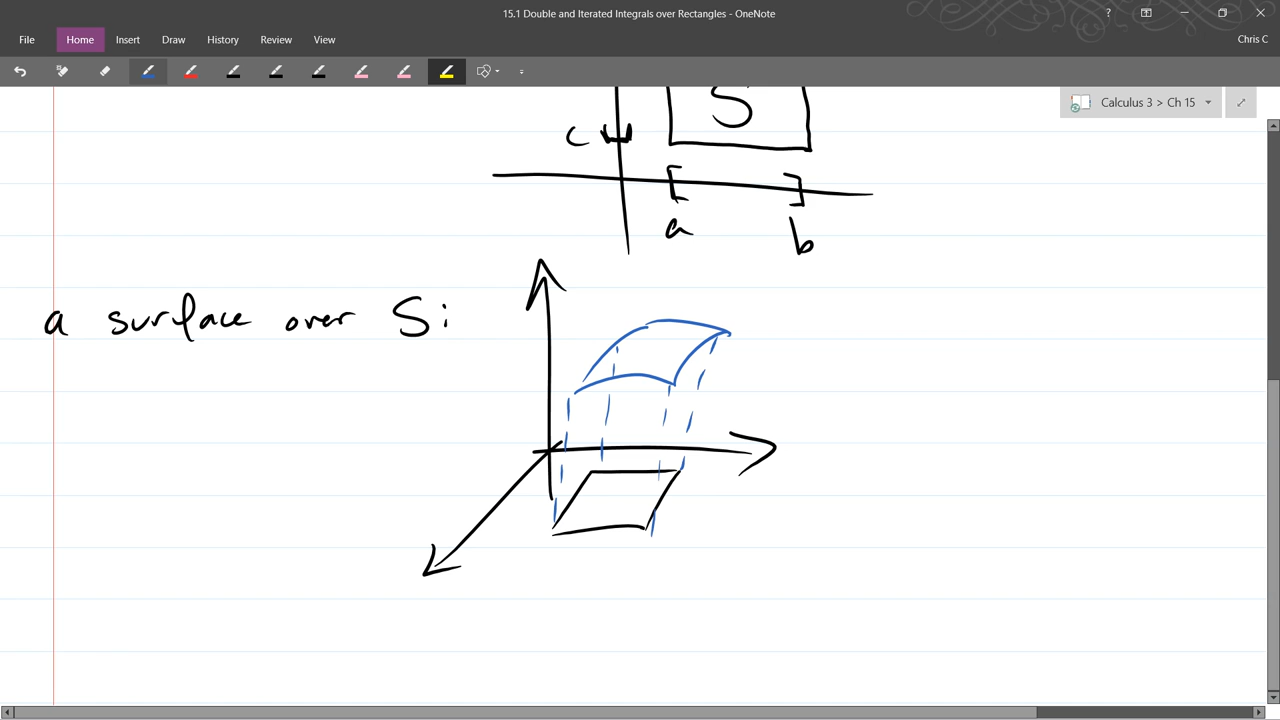 15.1 Double and Iterated Integrals over Rectangles - OneNote
?
File Home Insert Draw History Review View
Chris C
Calculus 3 > Ch 15
S
c
a
b
a surface over S: